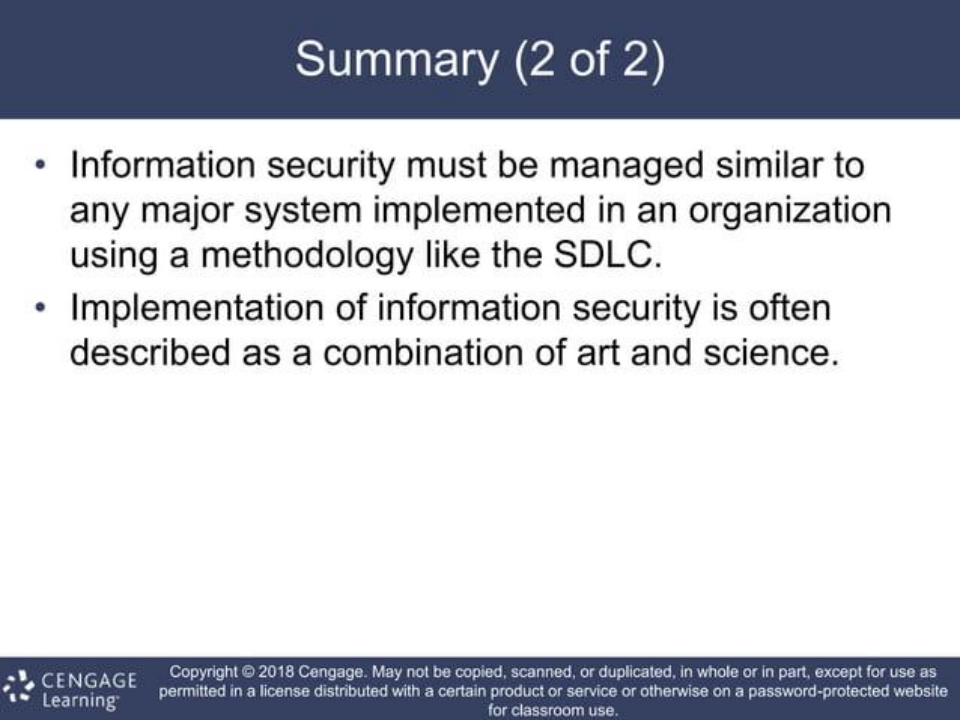 Summary (2 of 2)
• Information security must be managed similar to
any major system implemented in an organization
using a methodology like the SDLC.
• Implementation of information security is often
described as a combination of art and science.
CENGAGE
Learning™
Copyright © 2018 Cengage. May not be copied, scanned, or duplicated, in whole or in part, except for use as
permitted in a license distributed with a certain product or service or otherwise on a password-protected website
for classroom use.